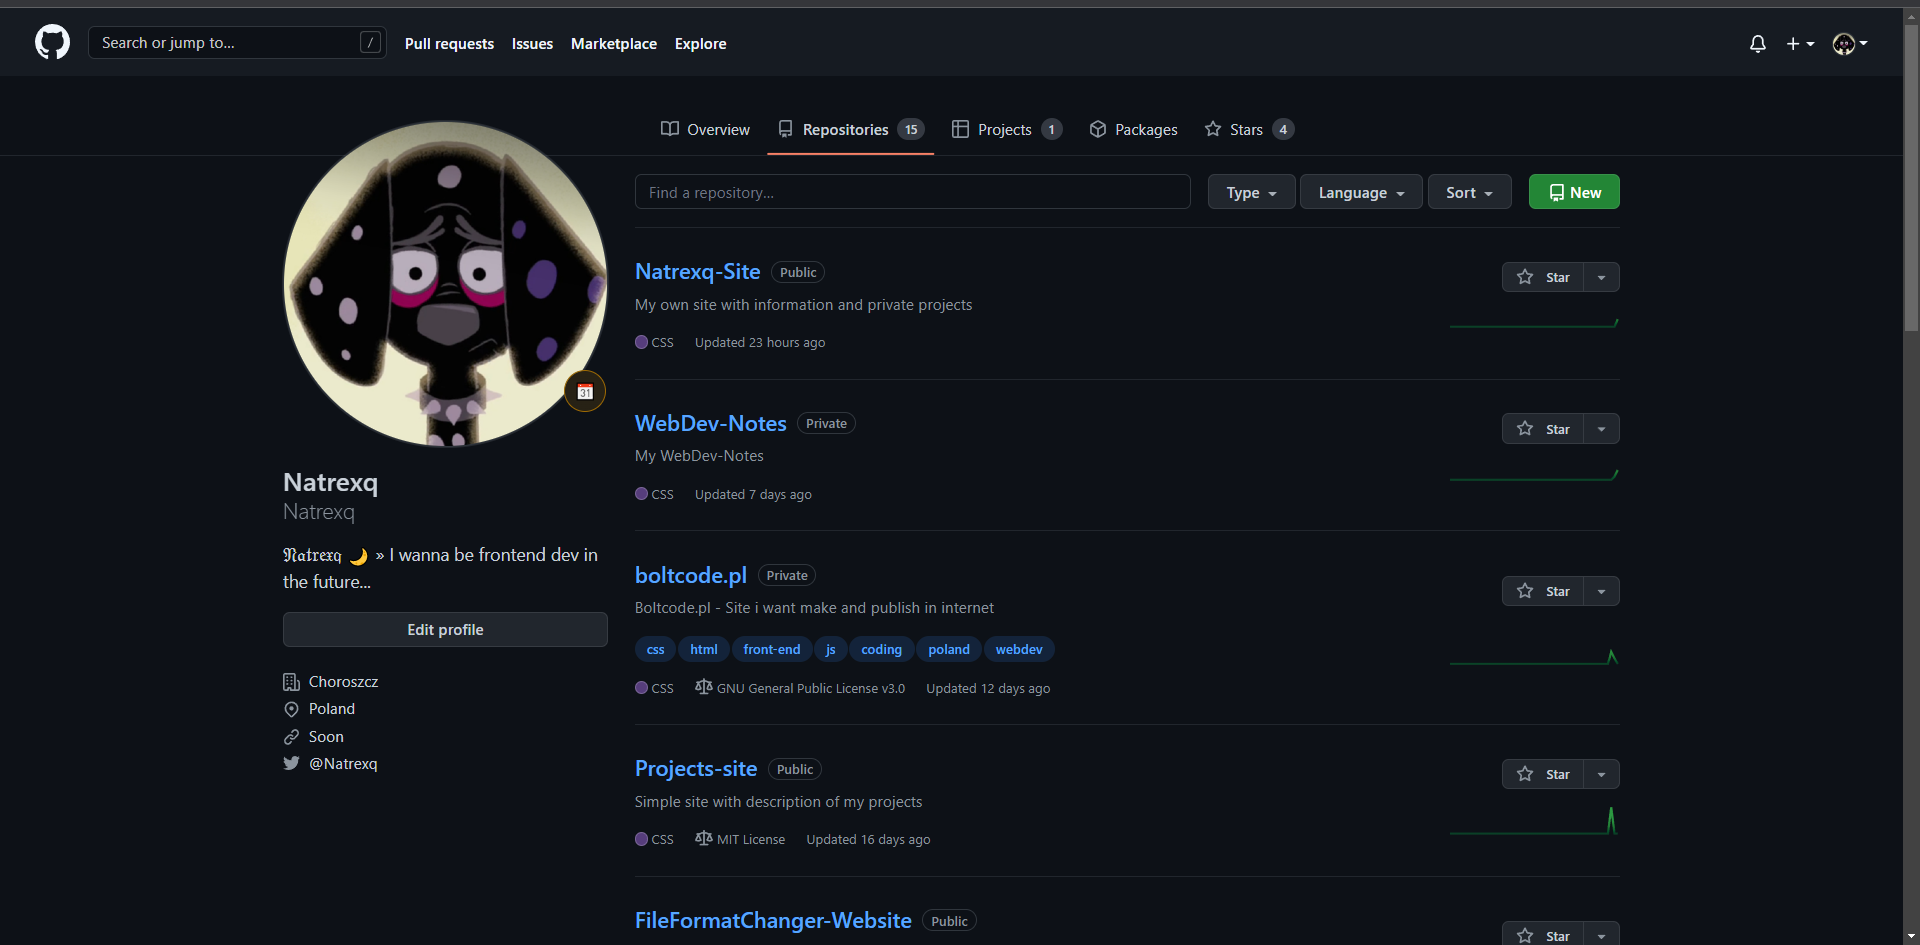 Search or jump to...
/
Pull requests
Issues
Marketplace
Explore
Overview
Repositories 15
Projects 1
Packages
Stars 4
Find a repository...
Type
Language
Sort
New
31
Natrexq
Natrexq
𝕹𝖆𝖙𝖗𝖊𝖝𝖖 🌙 » I wanna be frontend dev in
the future...
Edit profile
Choroszcz
Poland
Soon
@Natrexq
Natrexq-Site Public
Star
My own site with information and private projects
CSS Updated 23 hours ago
WebDev-Notes Private
Star
My WebDev-Notes
CSS Updated 7 days ago
boltcode.pl Private
Star
Boltcode.pl - Site i want make and publish in internet
css html front-end js coding poland webdev
CSS GNU General Public License v3.0 Updated 12 days ago
Projects-site Public
Star
Simple site with description of my projects
CSS MIT License Updated 16 days ago
FileFormatChanger-Website Public
Star